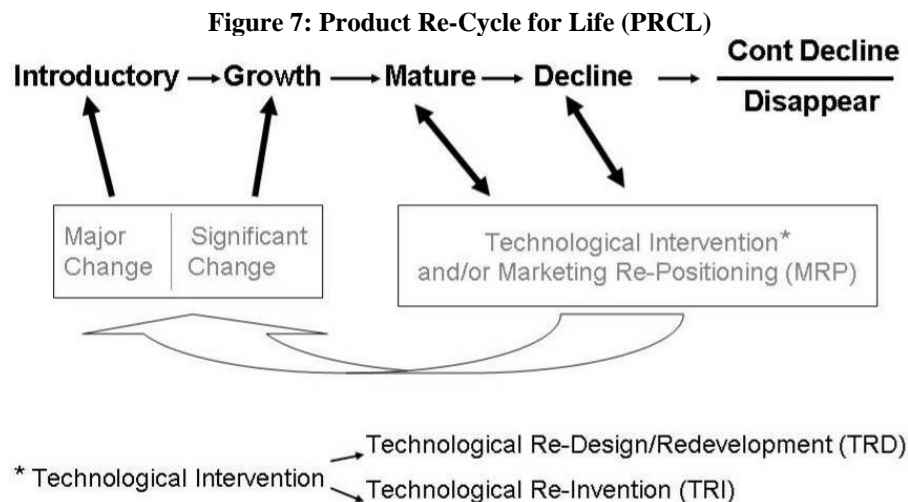 Figure 7: Product Re-Cycle for Life (PRCL)
Introductory Growth Mature Decline Cont Decline
Disappear
Major Change
Significant Change
Technological Intervention*
and/or Marketing Re-Positioning (MRP)
Technological Re-Design/Redevelopment (TRD)
* Technological Intervention
Technological Re-Invention (TRI)